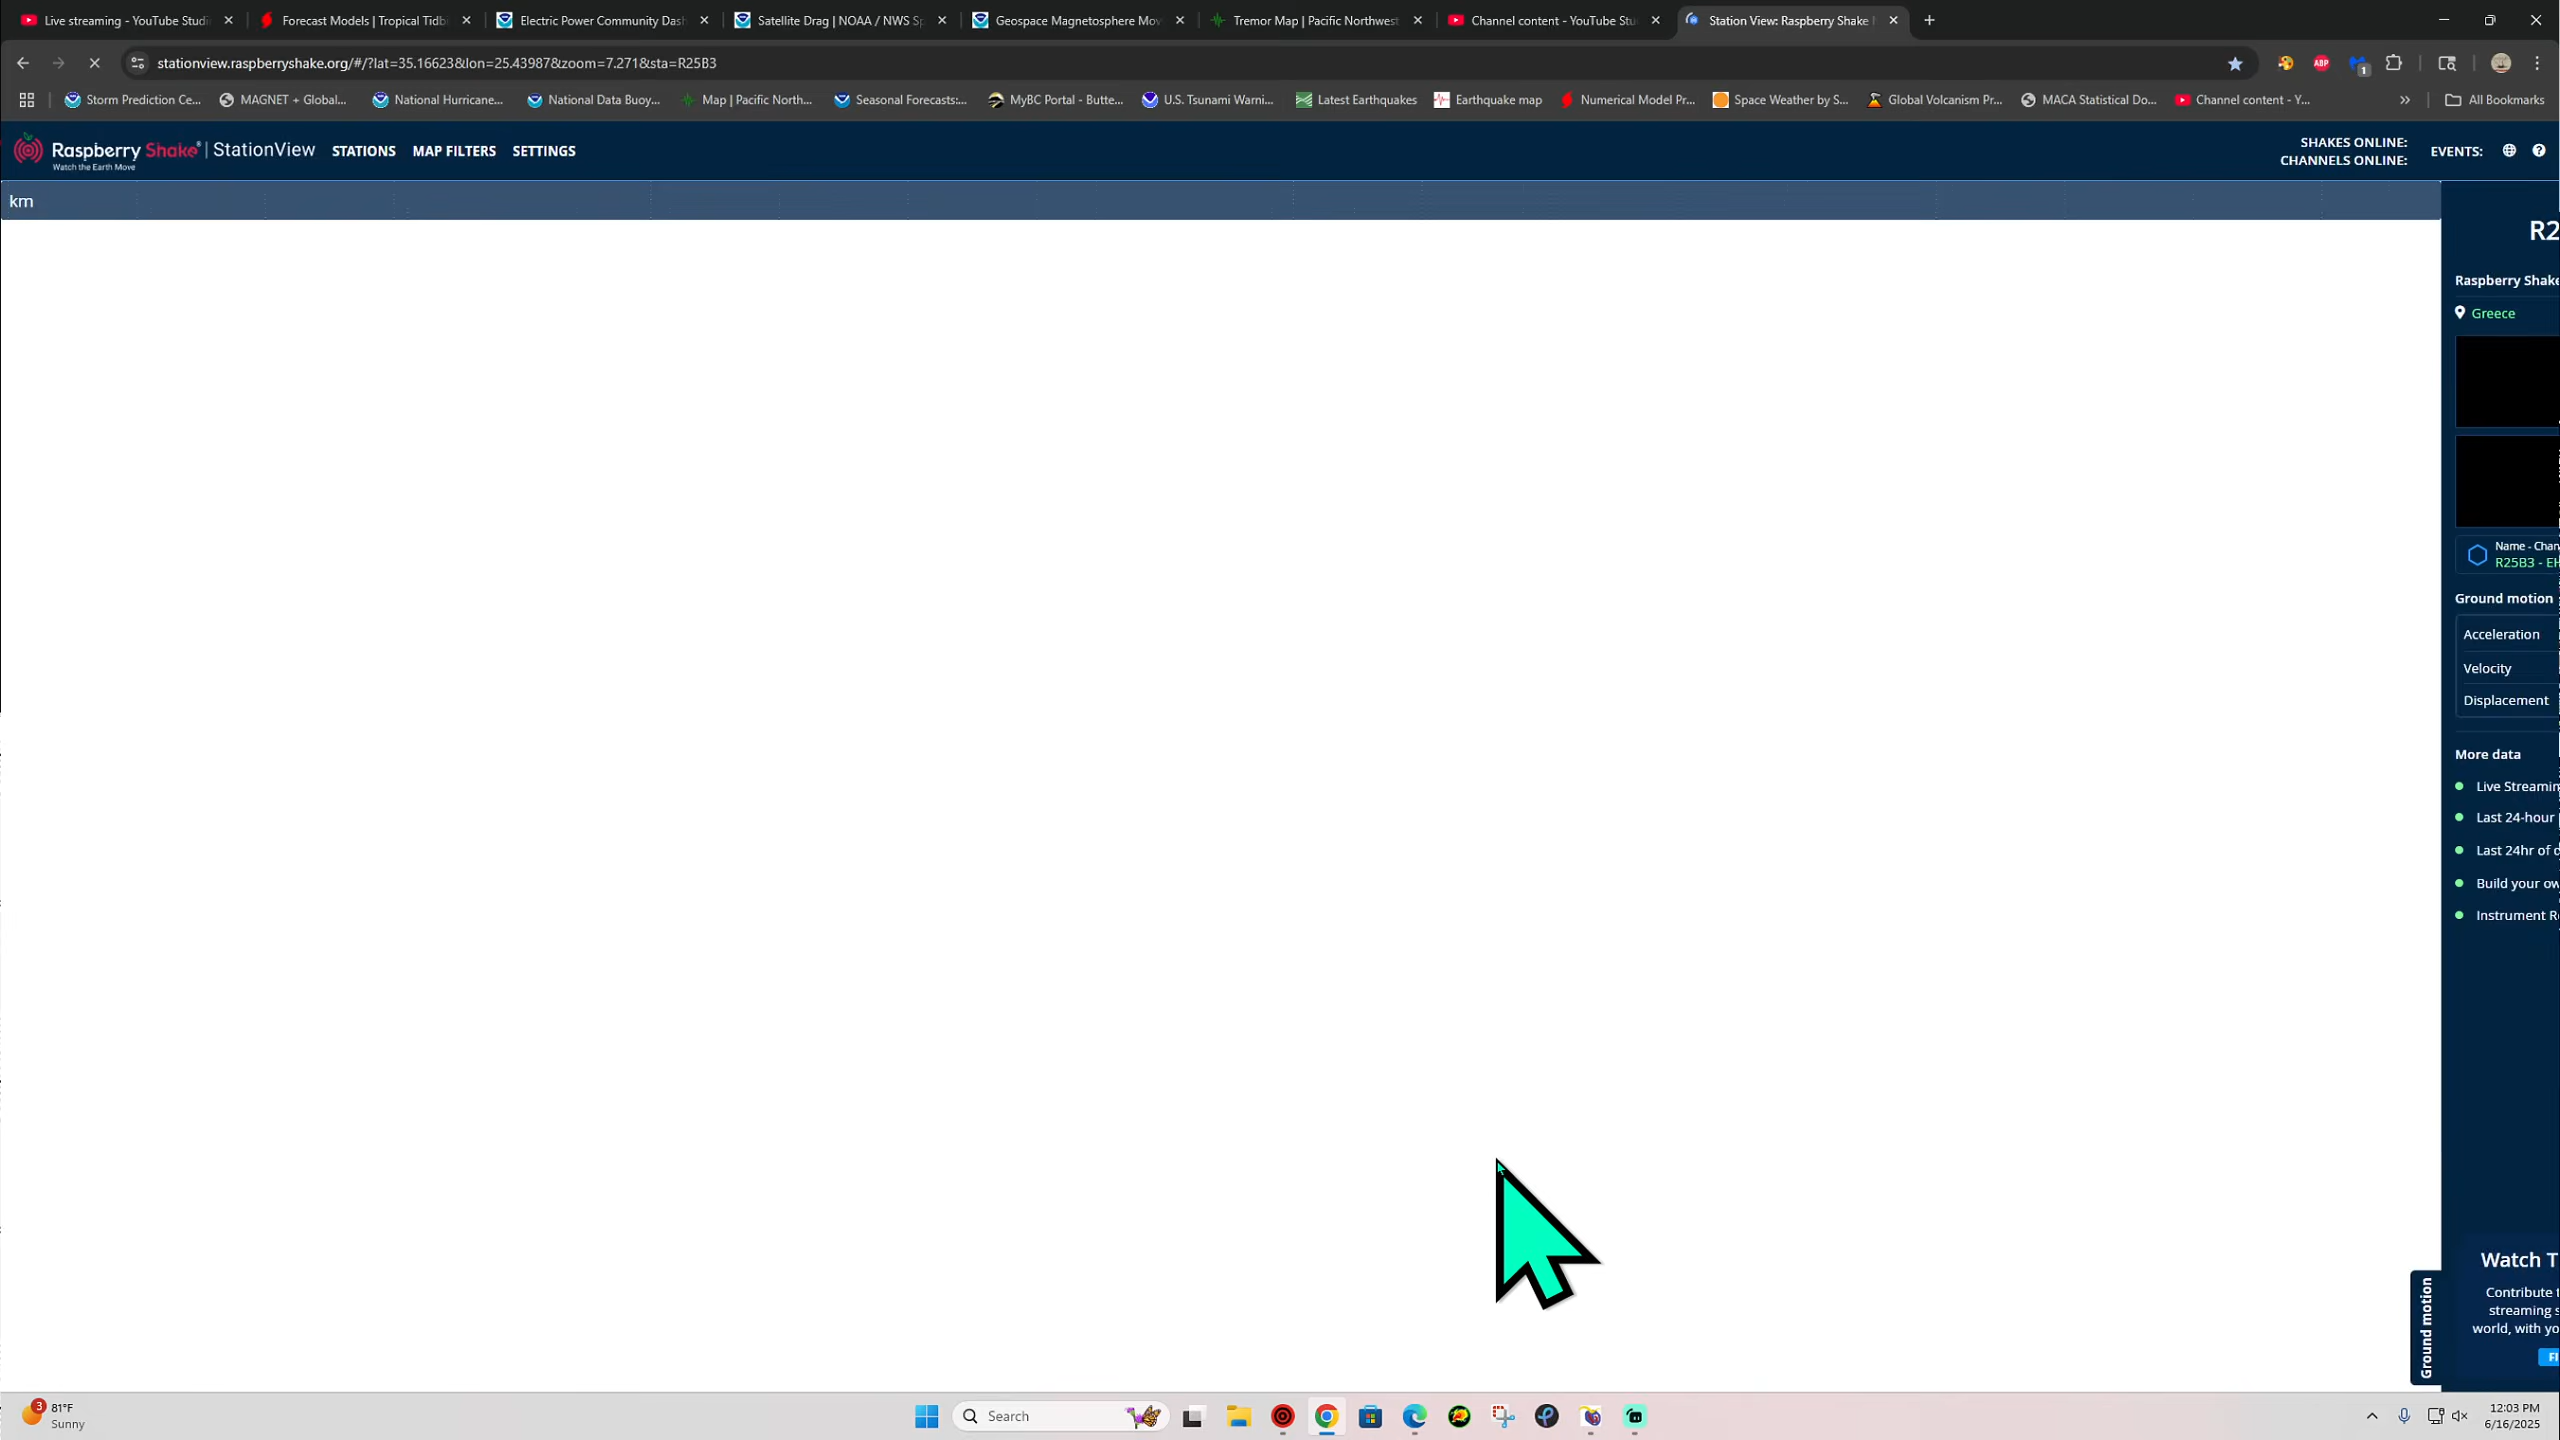 Live streaming - YouTube Studi
Forecast Models | Tropical Tidbi
Electric Power Community Dash
Satellite Drag | NOAA / NWS Sp
Geospace Magnetosphere Mov
Tremor Map | Pacific Northwest
Channel content - YouTube Stu
Station View: Raspberry Shake
stationview.raspberryshake.org/#/?lat=35.16623&lon=25.43987&zoom=7.271&sta=R25B3
ABP
1
Storm Prediction Ce...
MAGNET + Global...
National Hurricane...
National Data Buoy...
Map | Pacific North...
Seasonal Forecasts:...
MyBC Portal - Butte...
U.S. Tsunami Warni...
Latest Earthquakes
Earthquake map
Numerical Model Pr...
Space Weather by S...
Global Volcanism Pr...
MACA Statistical Do...
Channel content - Y...
All Bookmarks
Raspberry Shake | StationView
Watch the Earth Move
STATIONS
MAP FILTERS
SETTINGS
SHAKES ONLINE:
CHANNELS ONLINE:
EVENTS:
km
R2
Raspberry Shake
Greece
Name - Chan
R25B3 - EH
Ground motion
Acceleration
Velocity
Displacement
More data
Live Streamin
Last 24-hour
Last 24hr of d
Build your ow
Instrument R
Watch T
Contribute t
streaming s
world, with yo
Ground motion
3
81°F
Sunny
Search
12:03 PM
6/16/2025